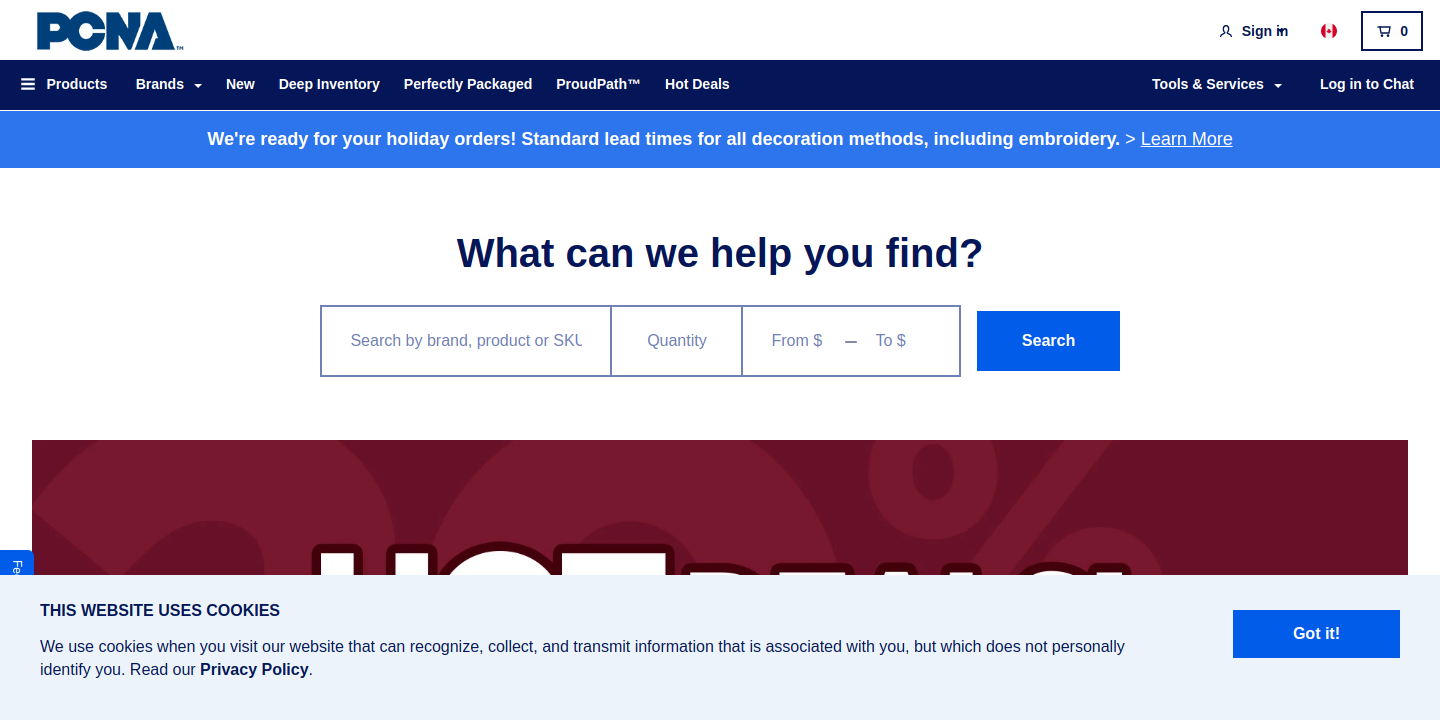 PCNA™
Sign in
0
Products
Brands
New
Deep Inventory
Perfectly Packaged
ProudPath™
Hot Deals
Tools & Services
Log in to Chat
We're ready for your holiday orders! Standard lead times for all decoration methods, including embroidery. > Learn More
What can we help you find?
Search by brand, product or SKU
Quantity
From $
–
To $
Search
%
HOT DEALS!
THIS WEBSITE USES COOKIES
We use cookies when you visit our website that can recognize, collect, and transmit information that is associated with you, but which does not personally
identify you. Read our Privacy Policy.
Got it!